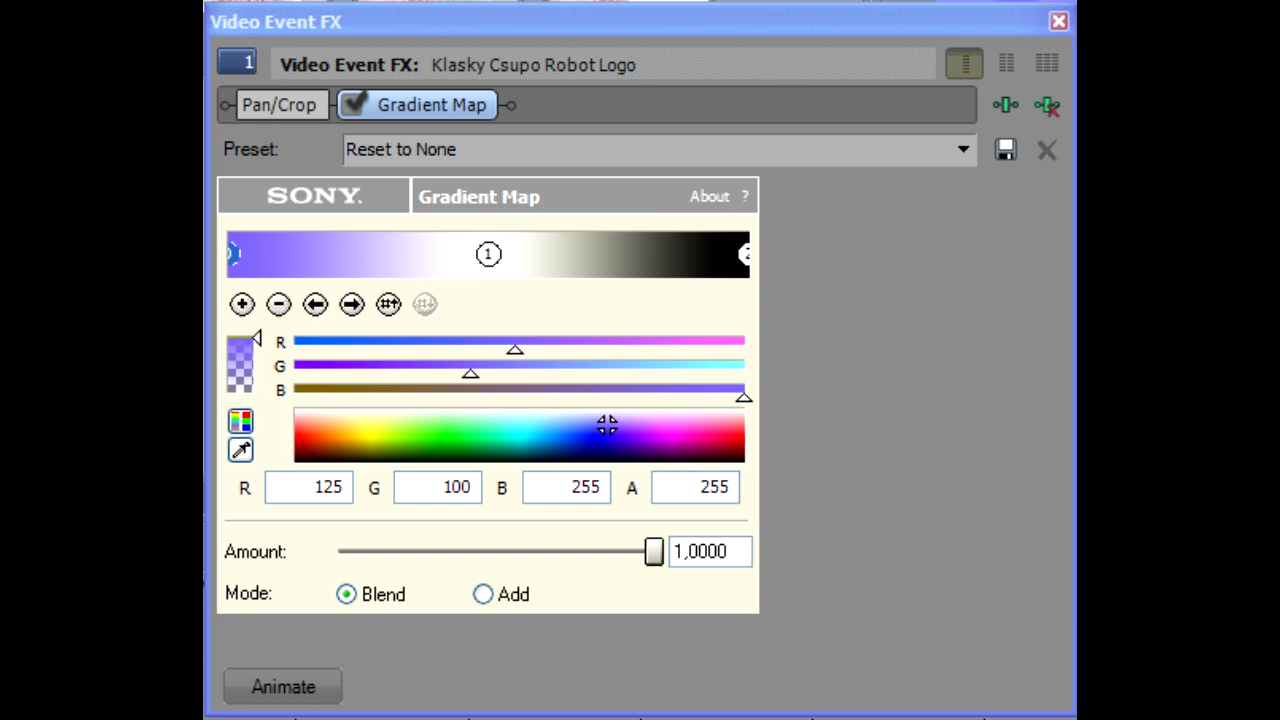 Video Event FX
1 Video Event FX: Klasky Csupo Robot Logo
Pan/Crop Gradient Map
Preset: Reset to None
SONY. Gradient Map About ?
1 2
R
G
B
R 125 G 100 B 255 A 255
Amount: 1,0000
Mode: Blend Add
Animate